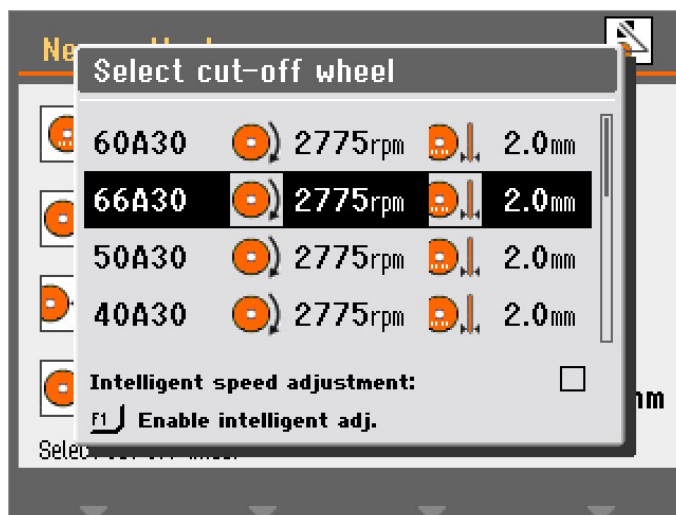 Ne
Select cut-off wheel
60A30 2775rpm 2.0mm
66A30 2775rpm 2.0mm
50A30 2775rpm 2.0mm
40A30 2775rpm 2.0mm
Intelligent speed adjustment:
F1 Enable intelligent adj.
mm